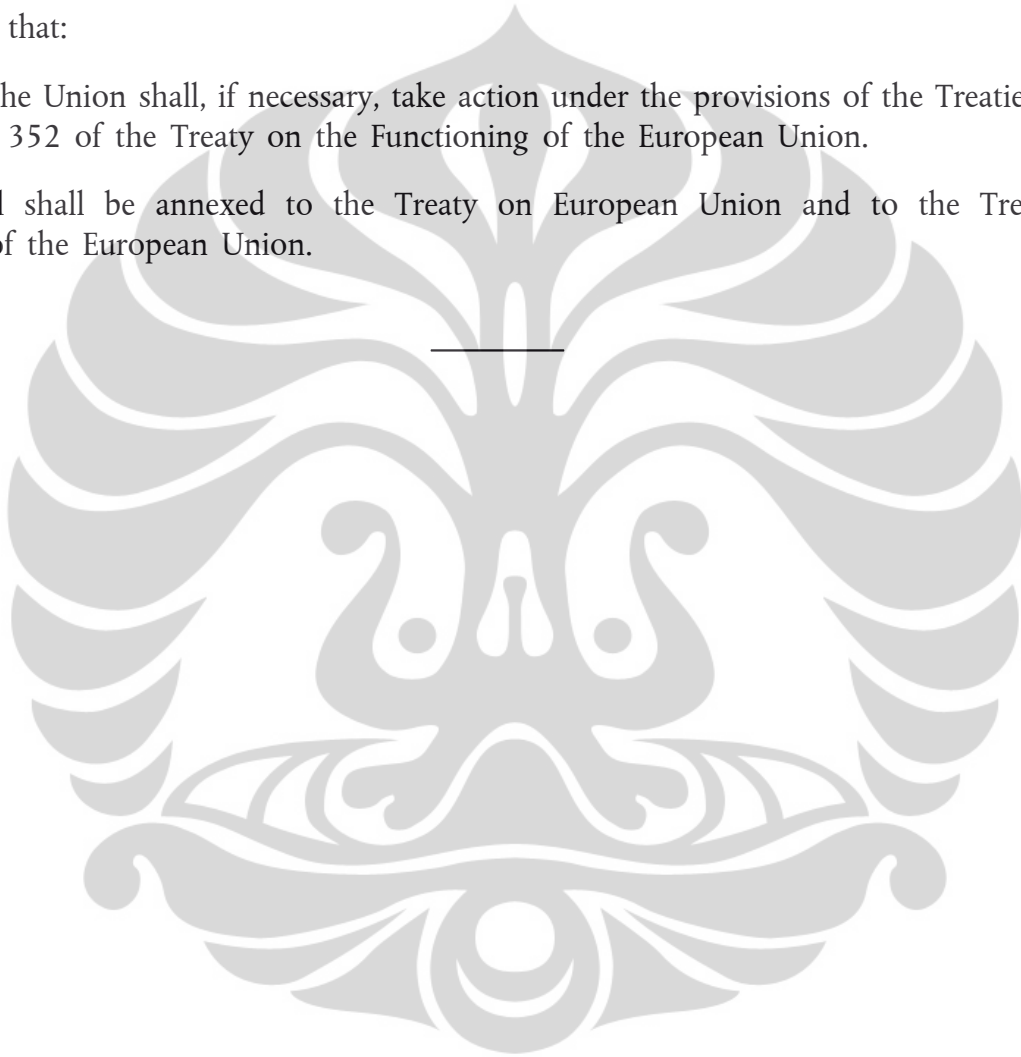 that:
he Union shall, if necessary, take action under the provisions of the Treatie
352 of the Treaty on the Functioning of the European Union.
l shall be annexed to the Treaty on European Union and to the Tre
of the European Union.